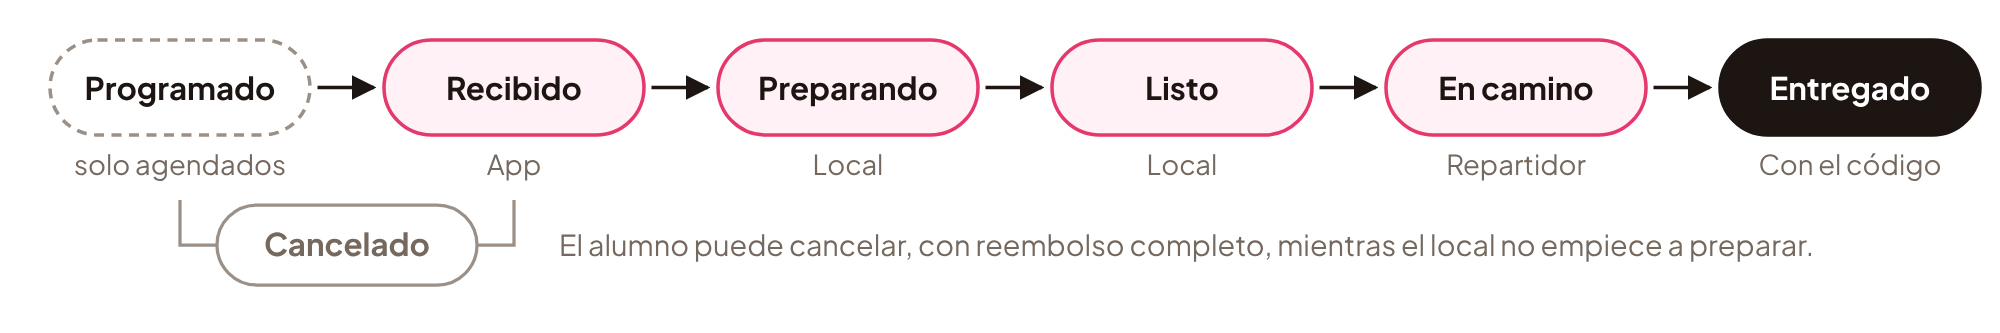 Programado
Recibido
Preparando
Listo
En camino
Entregado
solo agendados
App
Local
Local
Repartidor
Con el código
Cancelado
El alumno puede cancelar, con reembolso completo, mientras el local no empiece a preparar.